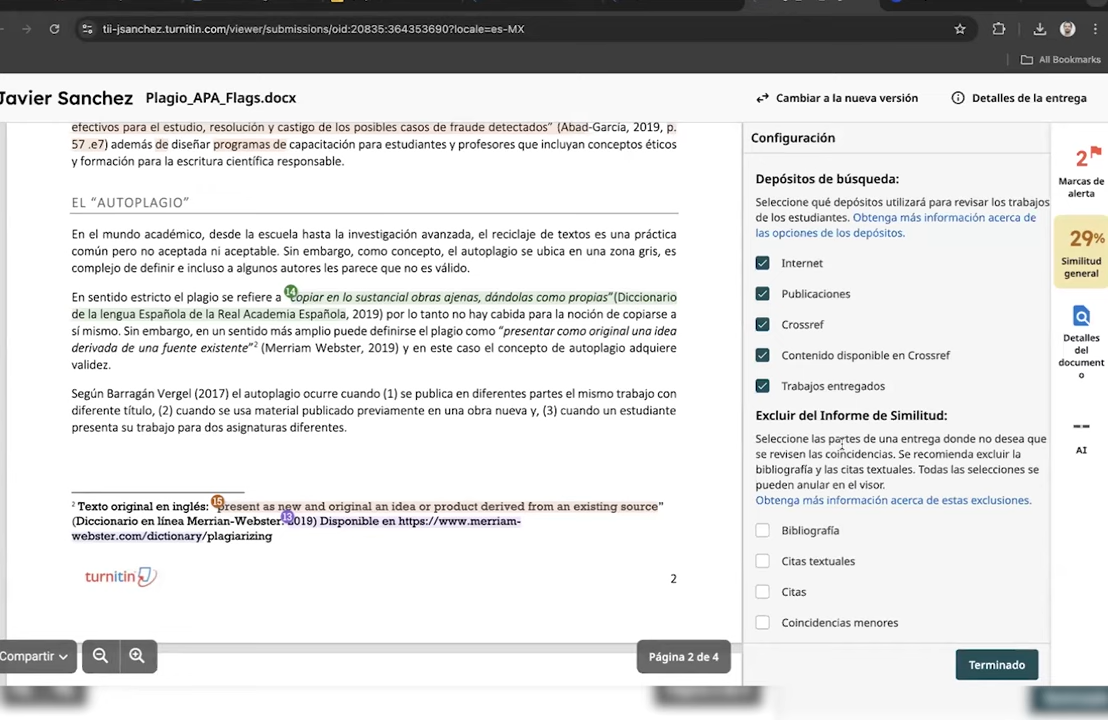 tii-jsanchez.turnitin.com/viewer/submissions/oid:20835:364353690?locale=es-MX
All Bookmarks
Javier Sanchez Plagio_APA_Flags.docx
Cambiar a la nueva versión
Detalles de la entrega
efectivos para el estudio, resolución y castigo de los posibles casos de fraude detectados” (Abad-García, 2019, p.
57 .e7) además de diseñar programas de capacitación para estudiantes y profesores que incluyan conceptos éticos
y formación para la escritura científica responsable.
EL “AUTOPLAGIO”
En el mundo académico, desde la escuela hasta la investigación avanzada, el reciclaje de textos es una práctica
común pero no aceptada ni aceptable. Sin embargo, como concepto, el autoplagio se ubica en una zona gris, es
complejo de definir e incluso a algunos autores les parece que no es válido.
En sentido estricto el plagio se refiere a 14 copiar en lo sustancial obras ajenas, dándolas como propias”(Diccionario
de la lengua Española de la Real Academia Española, 2019) por lo tanto no hay cabida para la noción de copiarse a
sí mismo. Sin embargo, en un sentido más amplio puede definirse el plagio como “presentar como original una idea
derivada de una fuente existente”2 (Merriam Webster, 2019) y en este caso el concepto de autoplagio adquiere
validez.
Según Barragán Vergel (2017) el autoplagio ocurre cuando (1) se publica en diferentes partes el mismo trabajo con
diferente título, (2) cuando se usa material publicado previamente en una obra nueva y, (3) cuando un estudiante
presenta su trabajo para dos asignaturas diferentes.
2 Texto original en inglés: 15 present as new and original an idea or product derived from an existing source”
(Diccionario en línea Merrian-Webster, 13 2019) Disponible en https://www.merriam-
webster.com/dictionary/plagiarizing
turnitin
2
Compartir
Página 2 de 4
Configuración
Depósitos de búsqueda:
Seleccione qué depósitos utilizará para revisar los trabajos
de los estudiantes. Obtenga más información acerca de
las opciones de los depósitos.
Internet
Publicaciones
Crossref
Contenido disponible en Crossref
Trabajos entregados
Excluir del Informe de Similitud:
Seleccione las partes de una entrega donde no desea que
se revisen las coincidencias. Se recomienda excluir la
bibliografía y las citas textuales. Todas las selecciones se
pueden anular en el visor.
Obtenga más información acerca de estas exclusiones.
Bibliografía
Citas textuales
Citas
Coincidencias menores
Terminado
2
Marcas de
alerta
29%
Similitud
general
Detalles
del
document
o
--
AI